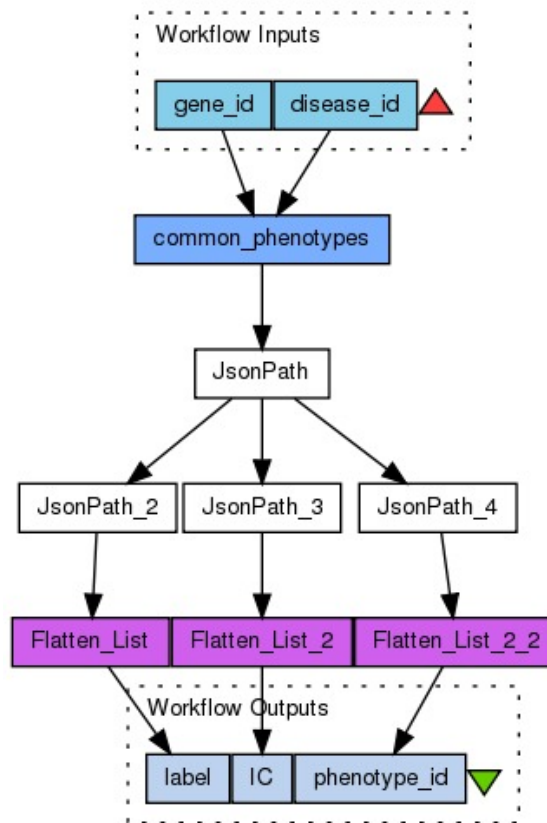 Workflow Inputs
gene_id disease_id
common_phenotypes
JsonPath
JsonPath_2 JsonPath_3 JsonPath_4
Flatten_List Flatten_List_2 Flatten_List_2_2
Workflow Outputs
label IC phenotype_id